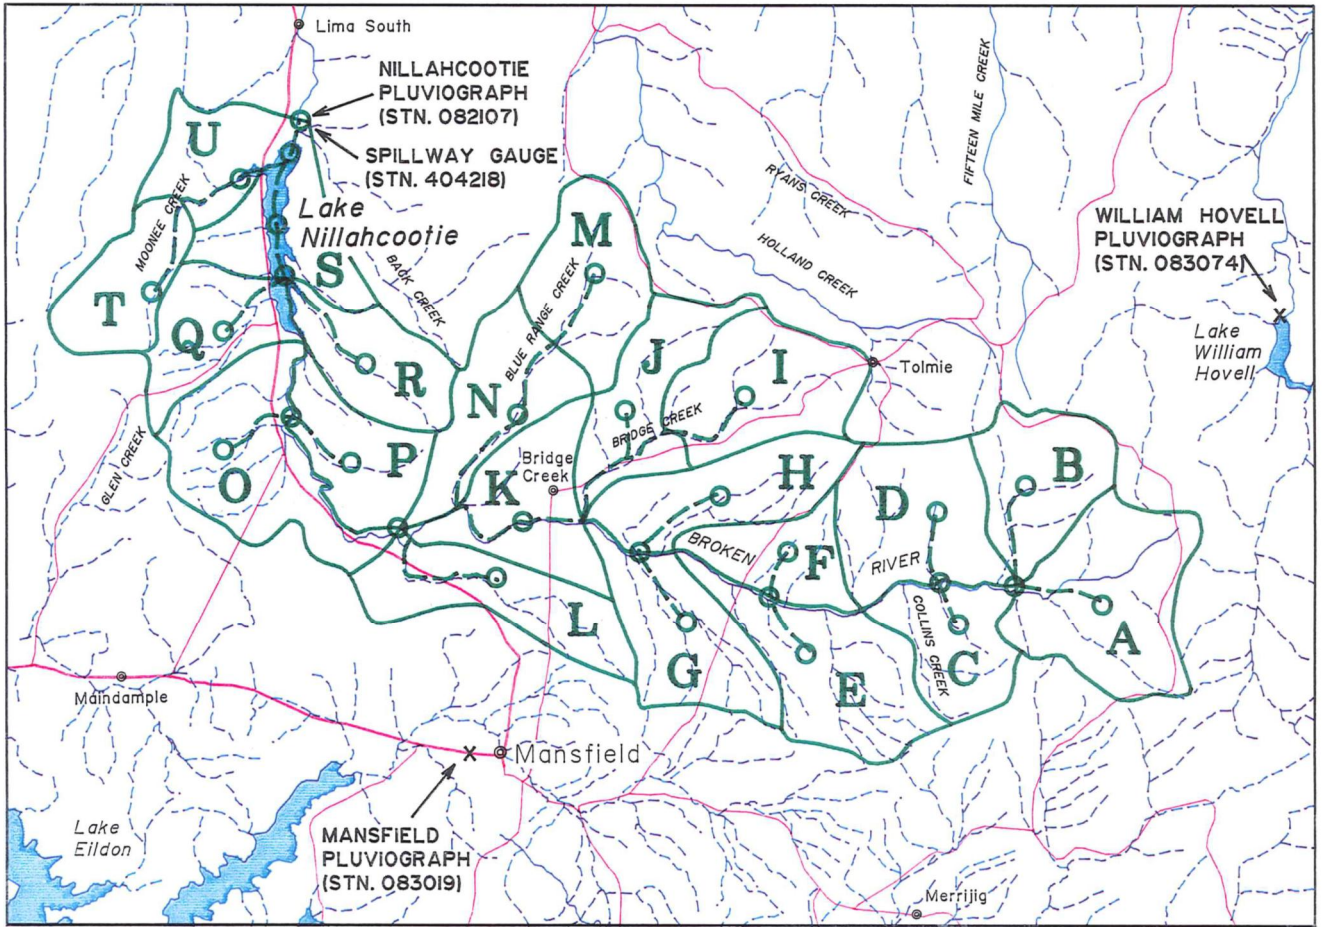 Lima South
NILLAHCOOTIE
PLUVIOGRAPH
(STN. 082107)
SPILLWAY GAUGE
(STN. 404218)
U
MOONEE CREEK
Lake
Nillahcootie
S
BACK CREEK
M
BLUE RANGE CREEK
RYANS CREEK
HOLLAND CREEK
FIFTEEN MILE CREEK
WILLIAM HOVELL
PLUVIOGRAPH
(STN. 083074)
Lake
William
Hovell
T
Q
R
N
J
I
Tolmie
BRIDGE CREEK
GLEN CREEK
O
P
K
Bridge
Creek
H
D
B
BROKEN
RIVER
F
COLLINS CREEK
L
G
E
C
A
Maindample
Mansfield
MANSFIELD
PLUVIOGRAPH
(STN. 083019)
Lake
Eildon
Merrijig